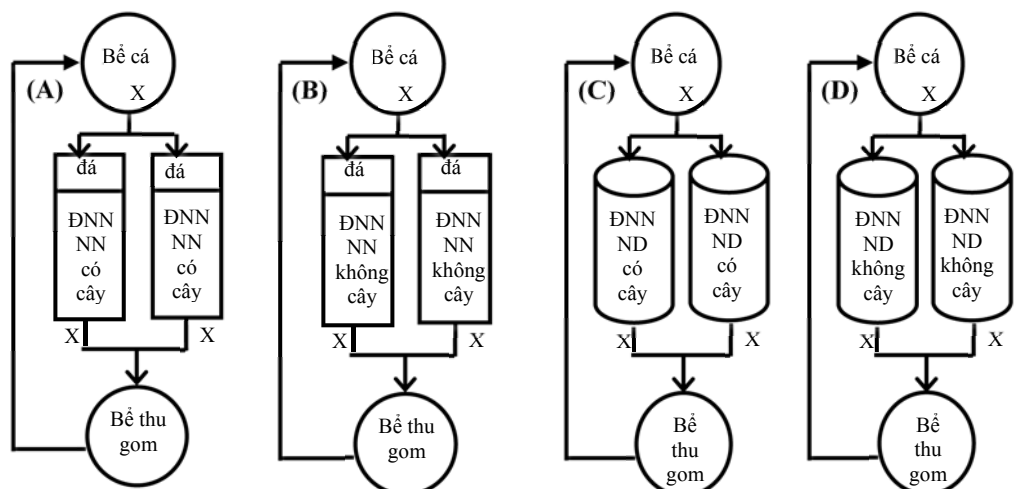 (A)
Bể cá
X
đá
đá
ĐNN
NN
có
cây
ĐNN
NN
có
cây
X
X
Bể thu
gom
(B)
Bể cá
X
đá
đá
ĐNN
NN
không
cây
ĐNN
NN
không
cây
X
X
Bể thu
gom
(C)
Bể cá
X
ĐNN
ND
có
cây
ĐNN
ND
có
cây
X
X
Bể
thu
gom
(D)
Bể cá
X
ĐNN
ND
không
cây
ĐNN
ND
không
cây
X
X
Bể
thu
gom